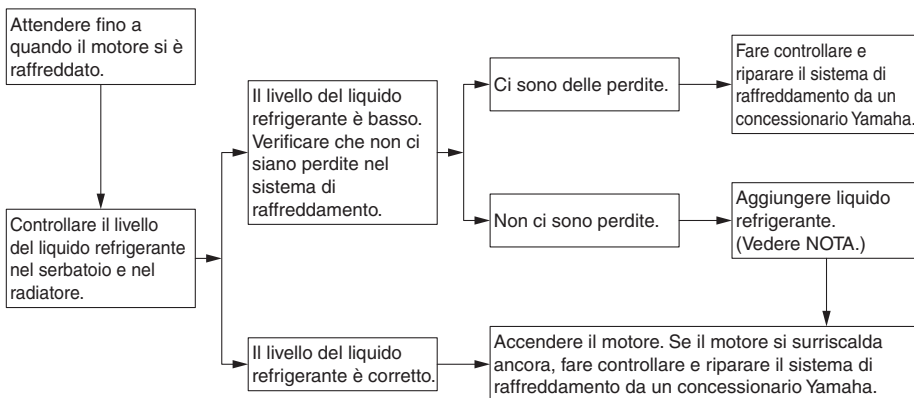 Attendere fino a
quando il motore si è
raffreddato.
Controllare il livello
del liquido refrigerante
nel serbatoio e nel
radiatore.
Il livello del liquido
refrigerante è basso.
Verificare che non ci
siano perdite nel
sistema di
raffreddamento.
Ci sono delle perdite.
Fare controllare e
riparare il sistema di
raffreddamento da un
concessionario Yamaha.
Non ci sono perdite.
Aggiungere liquido
refrigerante.
(Vedere NOTA.)
Il livello del liquido
refrigerante è corretto.
Accendere il motore. Se il motore si surriscalda
ancora, fare controllare e riparare il sistema di
raffreddamento da un concessionario Yamaha.